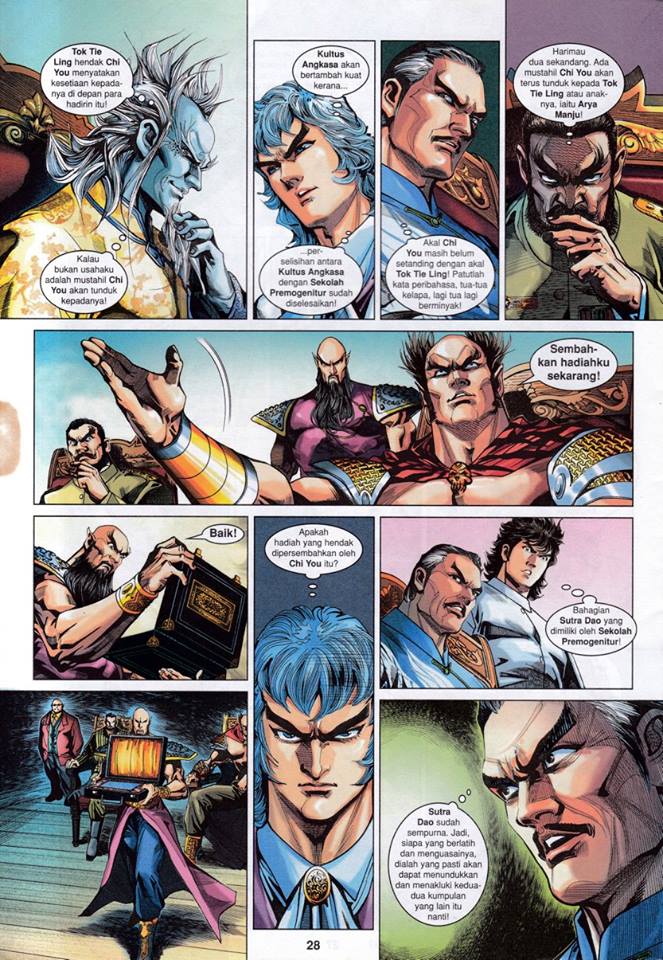 Tok Tie
Ling hendak Chi
You menyatakan
kesetiaan kepada-
nya di depan para
hadirin itu!
Kalau
bukan usahaku
adalah mustahil Chi
You akan tunduk
kepadanya!
Kultus
Angkasa akan
bertambah kuat
kerana...
...per-
selisihan antara
Kultus Angkasa
dengan Sekolah
Premogenitur sudah
diselesaikan!
Akal Chi
You masih belum
setanding dengan akal
Tok Tie Ling! Patutlah
kata peribahasa, tua-tua
kelapa, lagi tua lagi
berminyak!
Harimau
dua sekandang. Ada
mustahil Chi You akan
terus tunduk kepada Tok
Tie Ling atau anak-
nya, iaitu Arya
Manju!
Sembah-
kan hadiahku
sekarang!
Baik!
Apakah
hadiah yang hendak
dipersembahkan oleh
Chi You itu?
Bahagian
Sutra Dao yang
dimiliki oleh Sekolah
Premogenitur!
Sutra
Dao sudah
sempurna. Jadi,
siapa yang berlatih
dan menguasainya,
dialah yang pasti akan
dapat menundukkan
dan menakluki kedua-
dua kumpulan
yang lain itu
nanti!
28